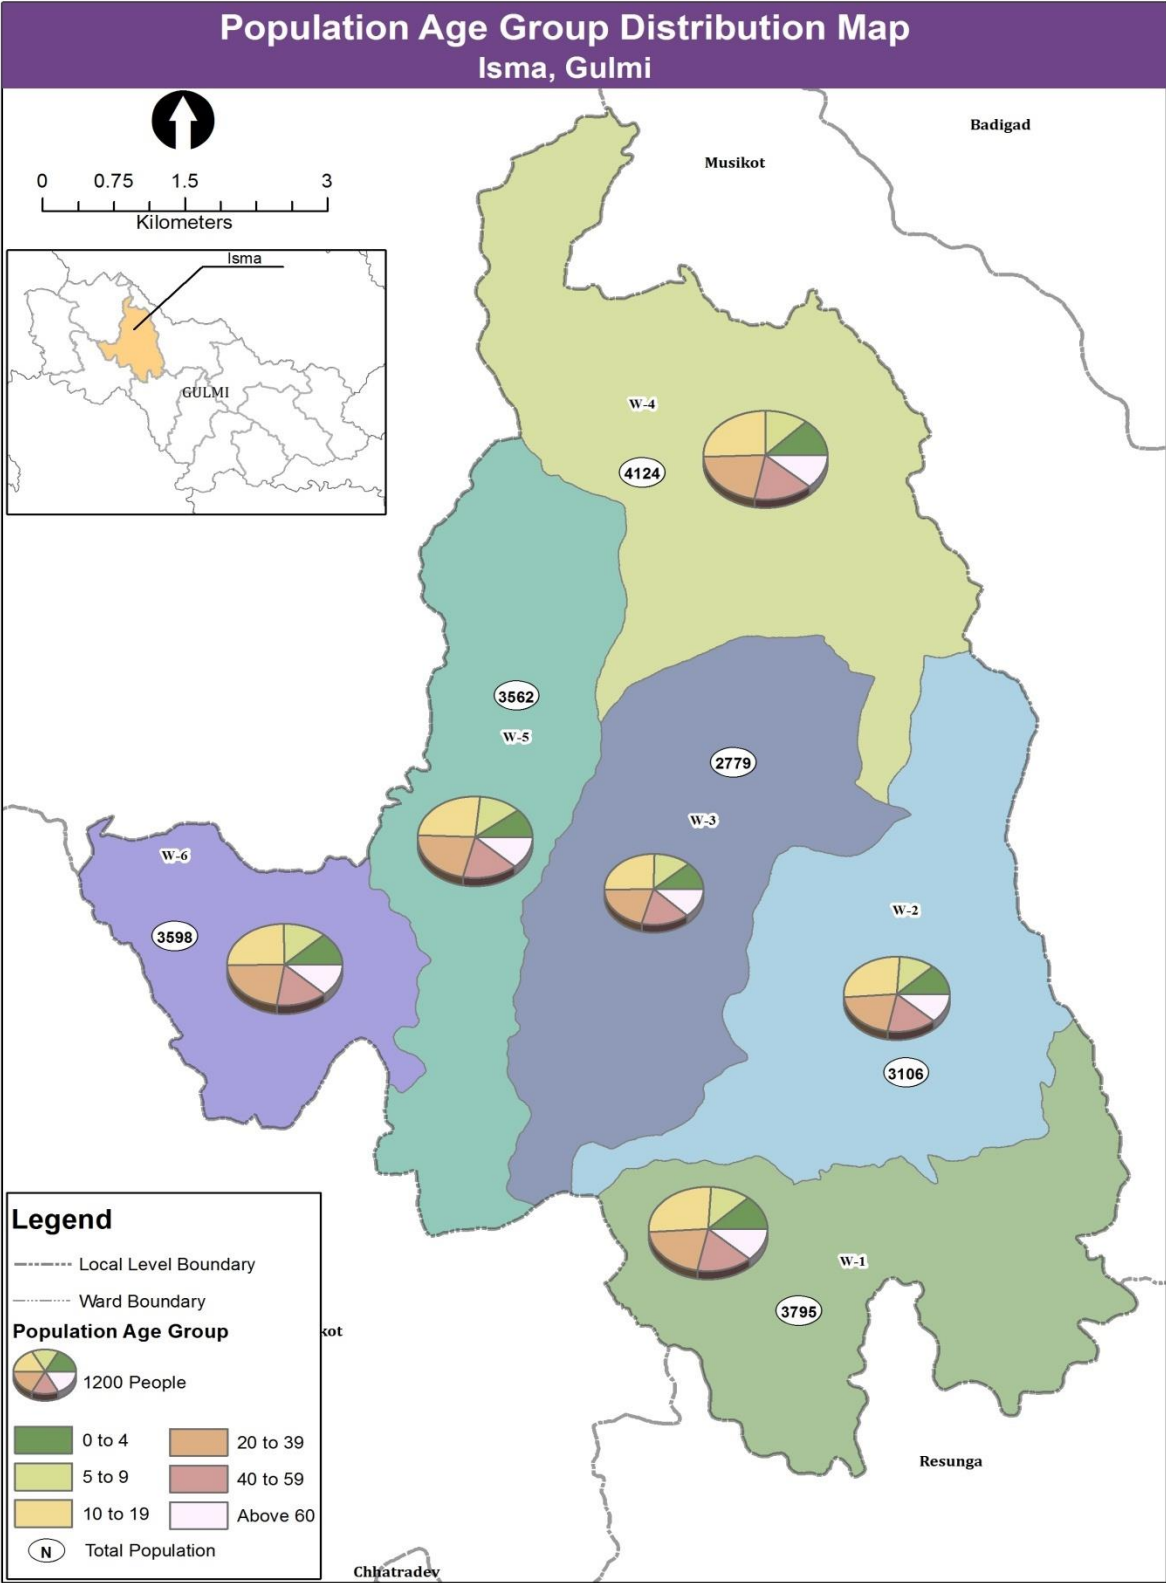 Population Age Group Distribution Map
Isma, Gulmi
Badigad
Musikot
0 0.75 1.5 3
Kilometers
Isma
GULMI
W-4
4124
3562
W-5
2779
W-3
W-6
3598
W-2
3106
W-1
3795
Legend
Local Level Boundary
Ward Boundary
Population Age Group
kot
1200 People
0 to 4
20 to 39
5 to 9
40 to 59
10 to 19
Above 60
N Total Population
Resunga
Chhatradev